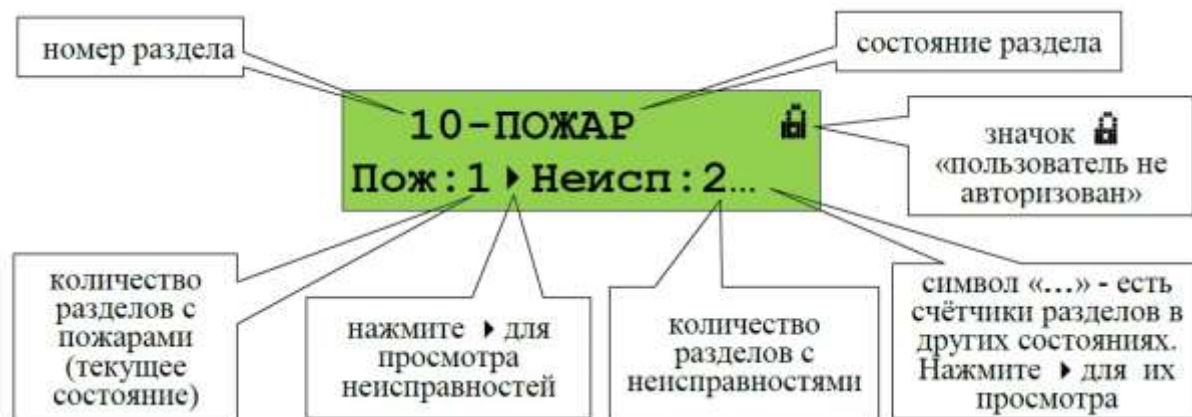 номер раздела
состояние раздела
10-ПОЖАР
Пож:1▶Неисп:2…
значок
«пользователь не
авторизован»
количество
разделов с
пожарами
(текущее
состояние)
нажмите ▶ для
просмотра
неисправностей
количество
разделов с
неисправностями
символ «…» - есть
счётчики разделов в
других состояниях.
Нажмите ▶ для их
просмотра